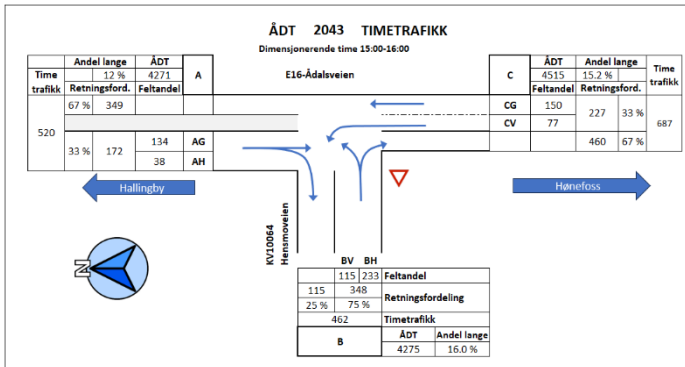 ÅDT 2043 TIMETRAFIKK
Dimensjonerende time 15:00-16:00
E16-Ådalsveien
Time trafikk
Andel lange
ÅDT
A
12 %
4271
Retningsford.
Feltandel
520
67 %
349
33 %
172
134
AG
38
AH
C
ÅDT
Andel lange
Time trafikk
4515
15.2 %
Feltandel
Retningsford.
CG
150
227
33 %
687
CV
77
460
67 %
Hallingby
Hønefoss
N
KV10064
Hensmoveien
BV BH
115 233 Feltandel
115 348 Retningsfordeling
25 % 75 %
462 Timetrafikk
B
ÅDT Andel lange
4275 16.0 %